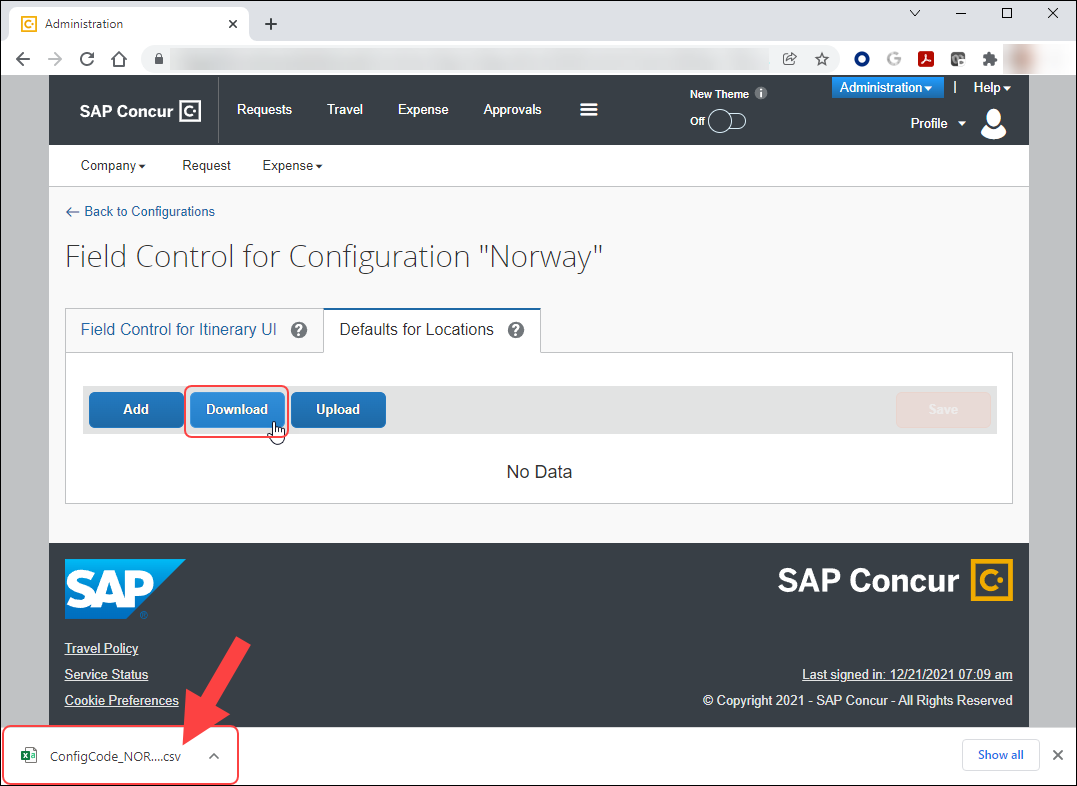 Administration
SAP Concur
Requests
Travel
Expense
Approvals
New Theme
Off
Administration
|
Help
Profile
Company
Request
Expense
← Back to Configurations
Field Control for Configuration "Norway"
Field Control for Itinerary UI ?
Defaults for Locations ?
Add
Download
Upload
Save
No Data
SAP
SAP Concur
Travel Policy
Service Status
Cookie Preferences
Last signed in: 12/21/2021 07:09 am
© Copyright 2021 - SAP Concur - All Rights Reserved
ConfigCode_NOR....csv
Show all